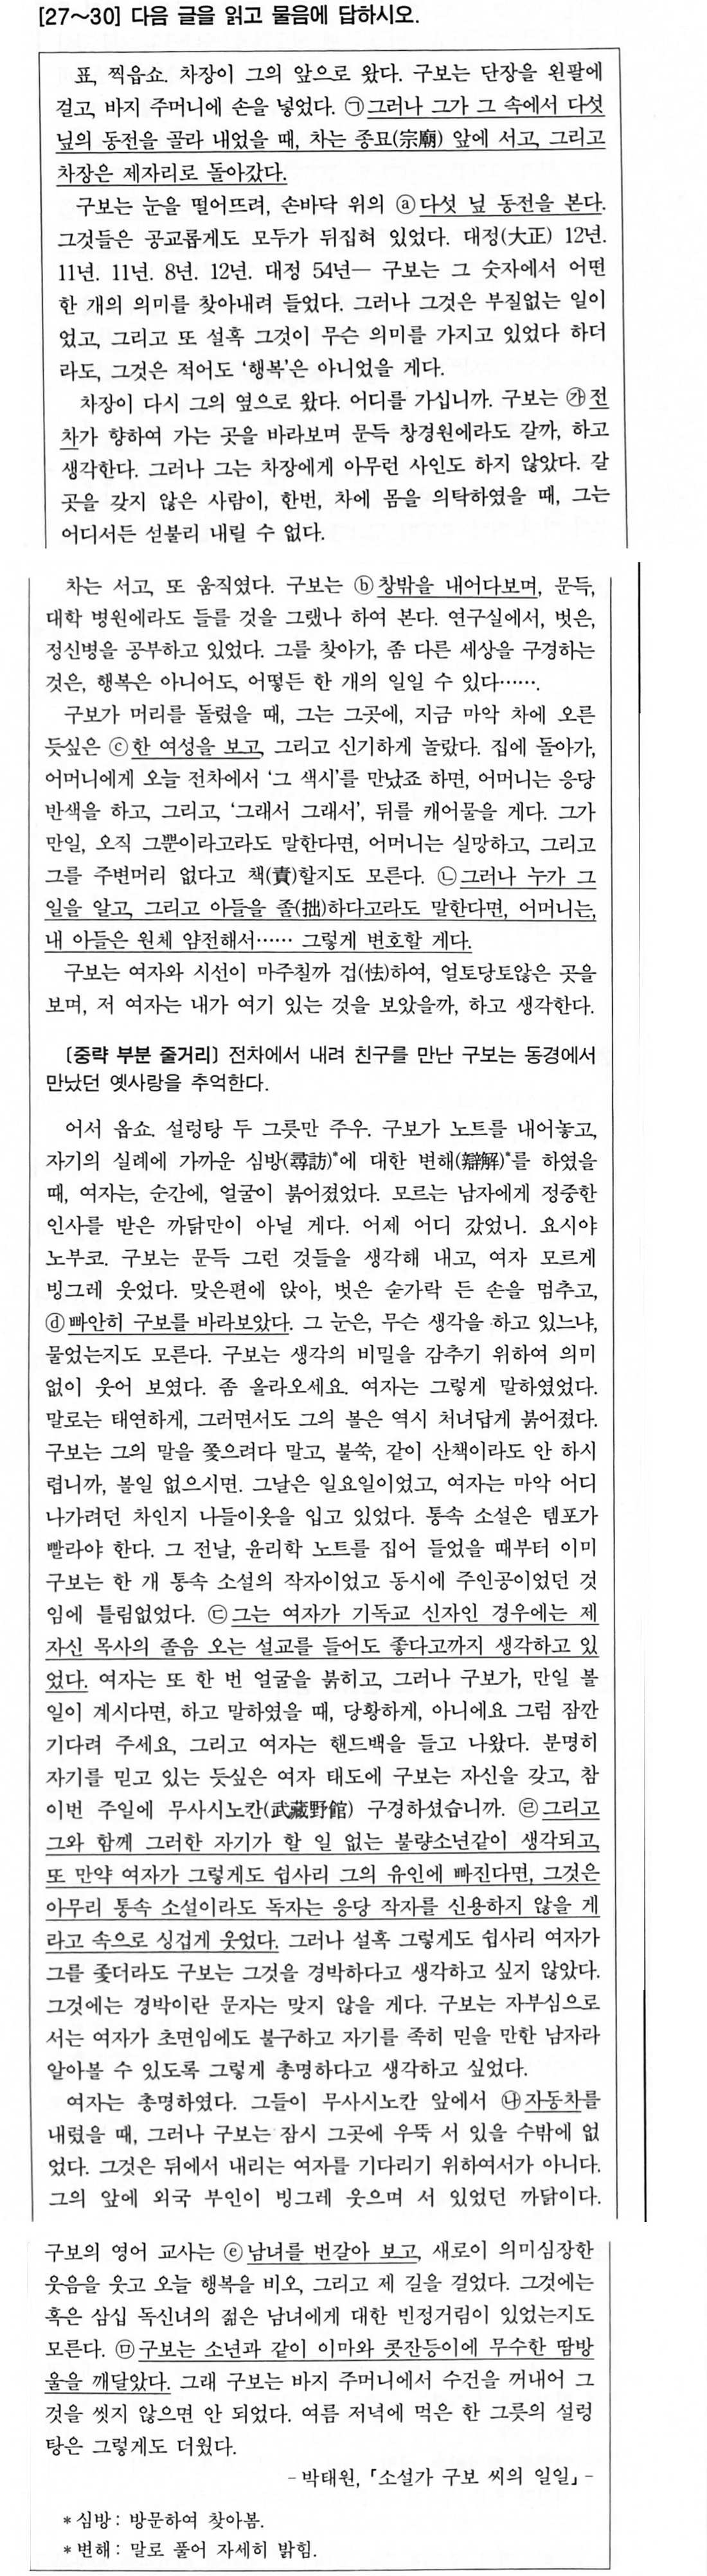 [27～30] 다음 글을 읽고 물음에 답하시오.
표, 찍읍쇼. 차장이 그의 앞으로 왔다. 구보는 단장을 왼팔에
걸고, 바지 주머니에 손을 넣었다. ㉠그러나 그가 그 속에서 다섯
닢의 동전을 골라 내었을 때, 차는 종묘(宗廟) 앞에 서고, 그리고
차장은 제자리로 돌아갔다.
구보는 눈을 떨어뜨려, 손바닥 위의 ⓐ다섯 닢 동전을 본다.
그것들은 공교롭게도 모두가 뒤집혀 있었다. 대정(大正) 12년.
11년. 11년. 8년. 12년. 대정 54년― 구보는 그 숫자에서 어떤
한 개의 의미를 찾아내려 들었다. 그러나 그것은 부질없는 일이
었고, 그리고 또 설혹 그것이 무슨 의미를 가지고 있었다 하더
라도, 그것은 적어도 ‘행복’은 아니었을 게다.
차장이 다시 그의 옆으로 왔다. 어디를 가십니까. 구보는 ㉮전
차가 향하여 가는 곳을 바라보며 문득 창경원에라도 갈까, 하고
생각한다. 그러나 그는 차장에게 아무런 사인도 하지 않았다. 갈
곳을 갖지 않은 사람이, 한번, 차에 몸을 의탁하였을 때, 그는
어디서든 섣불리 내릴 수 없다.
차는 서고, 또 움직였다. 구보는 ⓑ창밖을 내어다보며, 문득,
대학 병원에라도 들를 것을 그랬나 하여 본다. 연구실에서, 벗은,
정신병을 공부하고 있었다. 그를 찾아가, 좀 다른 세상을 구경하는
것은, 행복은 아니어도, 어떻든 한 개의 일일 수 있다…….
구보가 머리를 돌렸을 때, 그는 그곳에, 지금 마악 차에 오른
듯싶은 ⓒ한 여성을 보고, 그리고 신기하게 놀랐다. 집에 돌아가,
어머니에게 오늘 전차에서 ‘그 색시’를 만났죠 하면, 어머니는 응당
반색을 하고, 그리고, ‘그래서 그래서’, 뒤를 캐어물을 게다. 그가
만일, 오직 그뿐이라고라도 말한다면, 어머니는 실망하고, 그리고
그를 주변머리 없다고 책(責)할지도 모른다. ㉡그러나 누가 그
일을 알고, 그리고 아들을 졸(拙)하다고라도 말한다면, 어머니는,
내 아들은 원체 얌전해서…… 그렇게 변호할 게다.
구보는 여자와 시선이 마주칠까 겁(怯)하여, 얼토당토않은 곳을
보며, 저 여자는 내가 여기 있는 것을 보았을까, 하고 생각한다.
[중략 부분 줄거리] 전차에서 내려 친구를 만난 구보는 동경에서
만났던 옛사랑을 추억한다.
어서 옵쇼. 설렁탕 두 그릇만 주우. 구보가 노트를 내어놓고,
자기의 실례에 가까운 심방(尋訪)*에 대한 변해(辯解)*를 하였을
때, 여자는, 순간에, 얼굴이 붉어졌었다. 모르는 남자에게 정중한
인사를 받은 까닭만이 아닐 게다. 어제 어디 갔었니. 요시야
노부코. 구보는 문득 그런 것들을 생각해 내고, 여자 모르게
빙그레 웃었다. 맞은편에 앉아, 벗은 숟가락 든 손을 멈추고,
ⓓ빠안히 구보를 바라보았다. 그 눈은, 무슨 생각을 하고 있느냐,
물었는지도 모른다. 구보는 생각의 비밀을 감추기 위하여 의미
없이 웃어 보였다. 좀 올라오세요. 여자는 그렇게 말하였었다.
말로는 태연하게, 그러면서도 그의 볼은 역시 처녀답게 붉어졌다.
구보는 그의 말을 쫓으려다 말고, 불쑥, 같이 산책이라도 안 하시
렵니까, 볼일 없으시면. 그날은 일요일이었고, 여자는 마악 어디
나가려던 차인지 나들이옷을 입고 있었다. 통속 소설은 템포가
빨라야 한다. 그 전날, 윤리학 노트를 집어 들었을 때부터 이미
구보는 한 개 통속 소설의 작자이었고 동시에 주인공이었던 것
임에 틀림없었다. ㉢그는 여자가 기독교 신자인 경우에는 제
자신 목사의 졸음 오는 설교를 들어도 좋다고까지 생각하고 있
었다. 여자는 또 한 번 얼굴을 붉히고, 그러나 구보가, 만일 볼
일이 계시다면, 하고 말하였을 때, 당황하게, 아니에요 그럼 잠깐
기다려 주세요, 그리고 여자는 핸드백을 들고 나왔다. 분명히
자기를 믿고 있는 듯싶은 여자 태도에 구보는 자신을 갖고, 참
이번 주일에 무사시노칸(武藏野館) 구경하셨습니까. ㉣그리고
그와 함께 그러한 자기가 할 일 없는 불량소년같이 생각되고,
또 만약 여자가 그렇게도 쉽사리 그의 유인에 빠진다면, 그것은
아무리 통속 소설이라도 독자는 응당 작자를 신용하지 않을 게
라고 속으로 싱겁게 웃었다. 그러나 설혹 그렇게도 쉽사리 여자가
그를 좇더라도 구보는 그것을 경박하다고 생각하고 싶지 않았다.
그것에는 경박이란 문자는 맞지 않을 게다. 구보는 자부심으로
서는 여자가 초면임에도 불구하고 자기를 족히 믿을 만한 남자라
알아볼 수 있도록 그렇게 총명하다고 생각하고 싶었다.
여자는 총명하였다. 그들이 무사시노칸 앞에서 ㉯자동차를
내렸을 때, 그러나 구보는 잠시 그곳에 우뚝 서 있을 수밖에 없
었다. 그것은 뒤에서 내리는 여자를 기다리기 위하여서가 아니다.
그의 앞에 외국 부인이 빙그레 웃으며 서 있었던 까닭이다.
구보의 영어 교사는 ⓔ남녀를 번갈아 보고, 새로이 의미심장한
웃음을 웃고 오늘 행복을 비오, 그리고 제 길을 걸었다. 그것에는
혹은 삼십 독신녀의 젊은 남녀에게 대한 빈정거림이 있었는지도
모른다. ㉤구보는 소년과 같이 이마와 콧잔등이에 무수한 땀방
울을 깨달았다. 그래 구보는 바지 주머니에서 수건을 꺼내어 그
것을 씻지 않으면 안 되었다. 여름 저녁에 먹은 한 그릇의 설렁
탕은 그렇게도 더웠다.
- 박태원, 「소설가 구보 씨의 일일」 -
* 심방 : 방문하여 찾아봄.
* 변해 : 말로 풀어 자세히 밝힘.